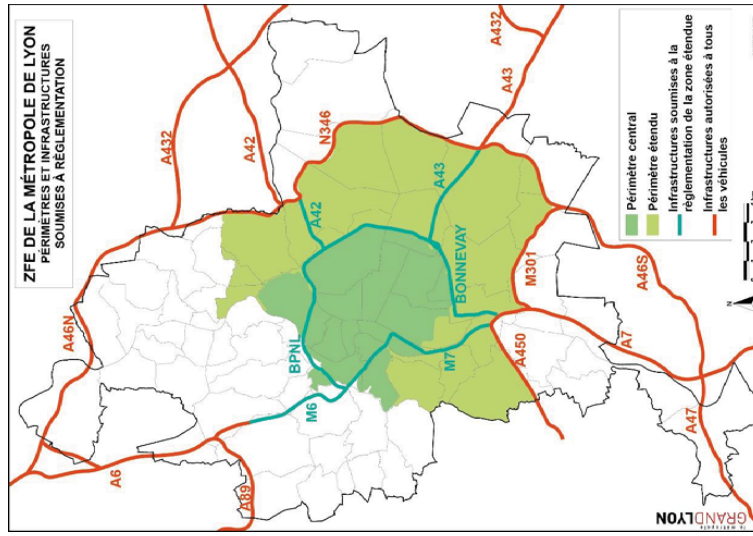 ZFE DE LA MÉTROPOLE DE LYON
PÉRIMÈTRES ET INFRASTRUCTURES
SOUMISES À RÉGLEMENTATION
A46N
A432
A42
A6
A89
M6
BPNL
A42
N346
A43
A43
A432
BONNEVAY
M7
M301
A450
A46S
A7
A47
Périmètre central
Périmètre étendu
Infrastructures soumises à la
réglementation de la zone étendue
Infrastructures autorisées à tous
les véhicules
N
la métropole
GRANDLYON